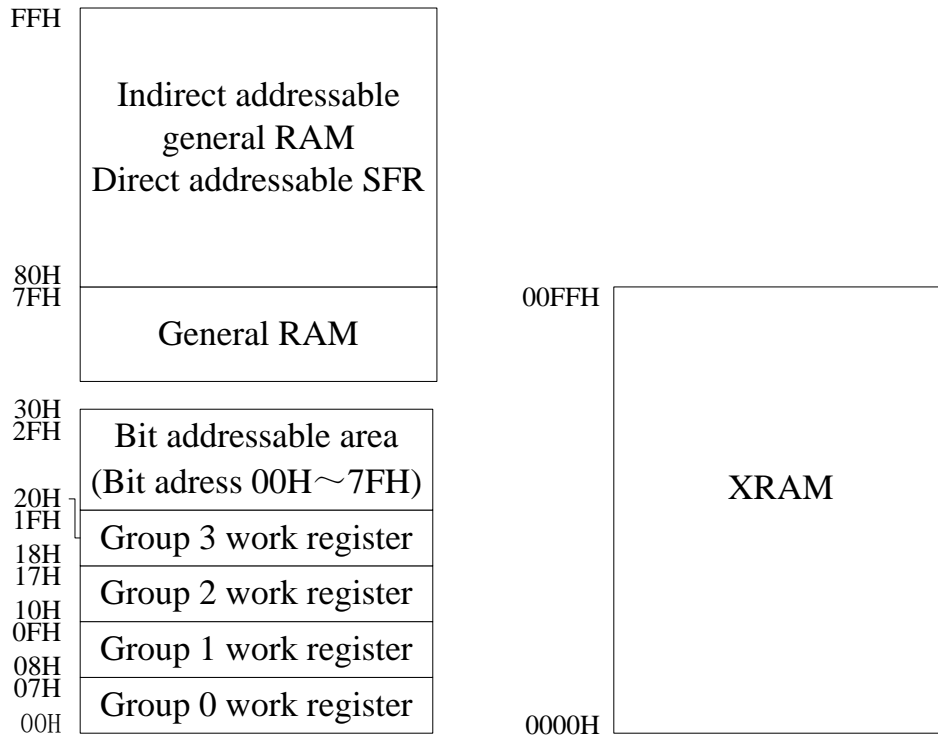 FFH
Indirect addressable
general RAM
Direct addressable SFR
80H
7FH
General RAM
30H
2FH
Bit addressable area
(Bit adress 00H～7FH)
20H
1FH
Group 3 work register
18H
17H
Group 2 work register
10H
0FH
Group 1 work register
08H
07H
Group 0 work register
00H
00FFH
XRAM
0000H